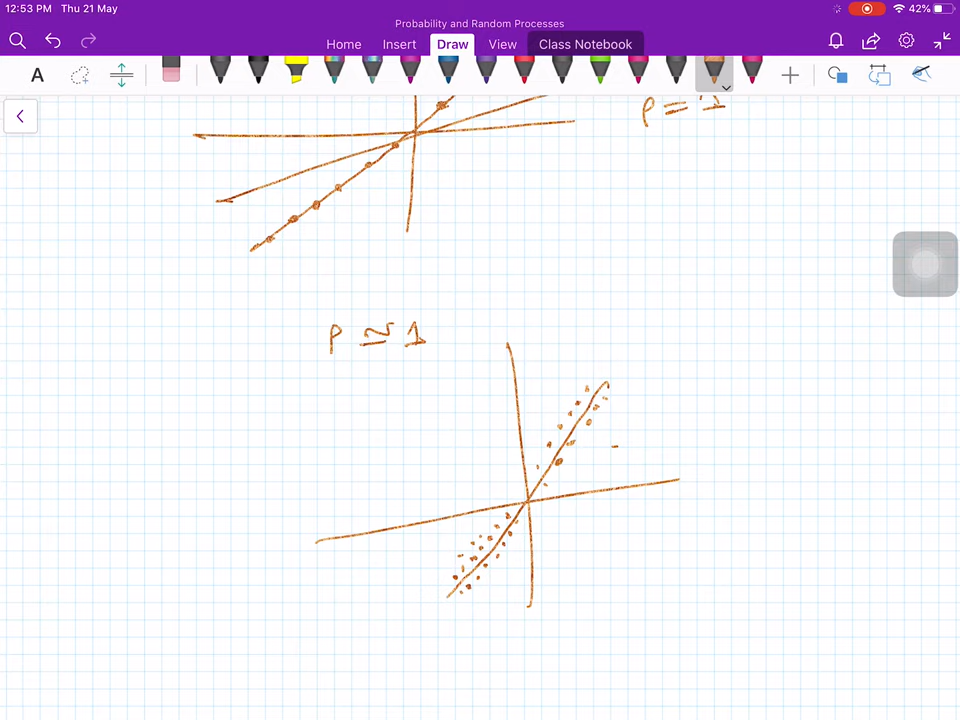 12:53 PM Thu 21 May 42%
Probability and Random Processes
Home Insert Draw View Class Notebook
A
ρ = 1
ρ ≅ 1